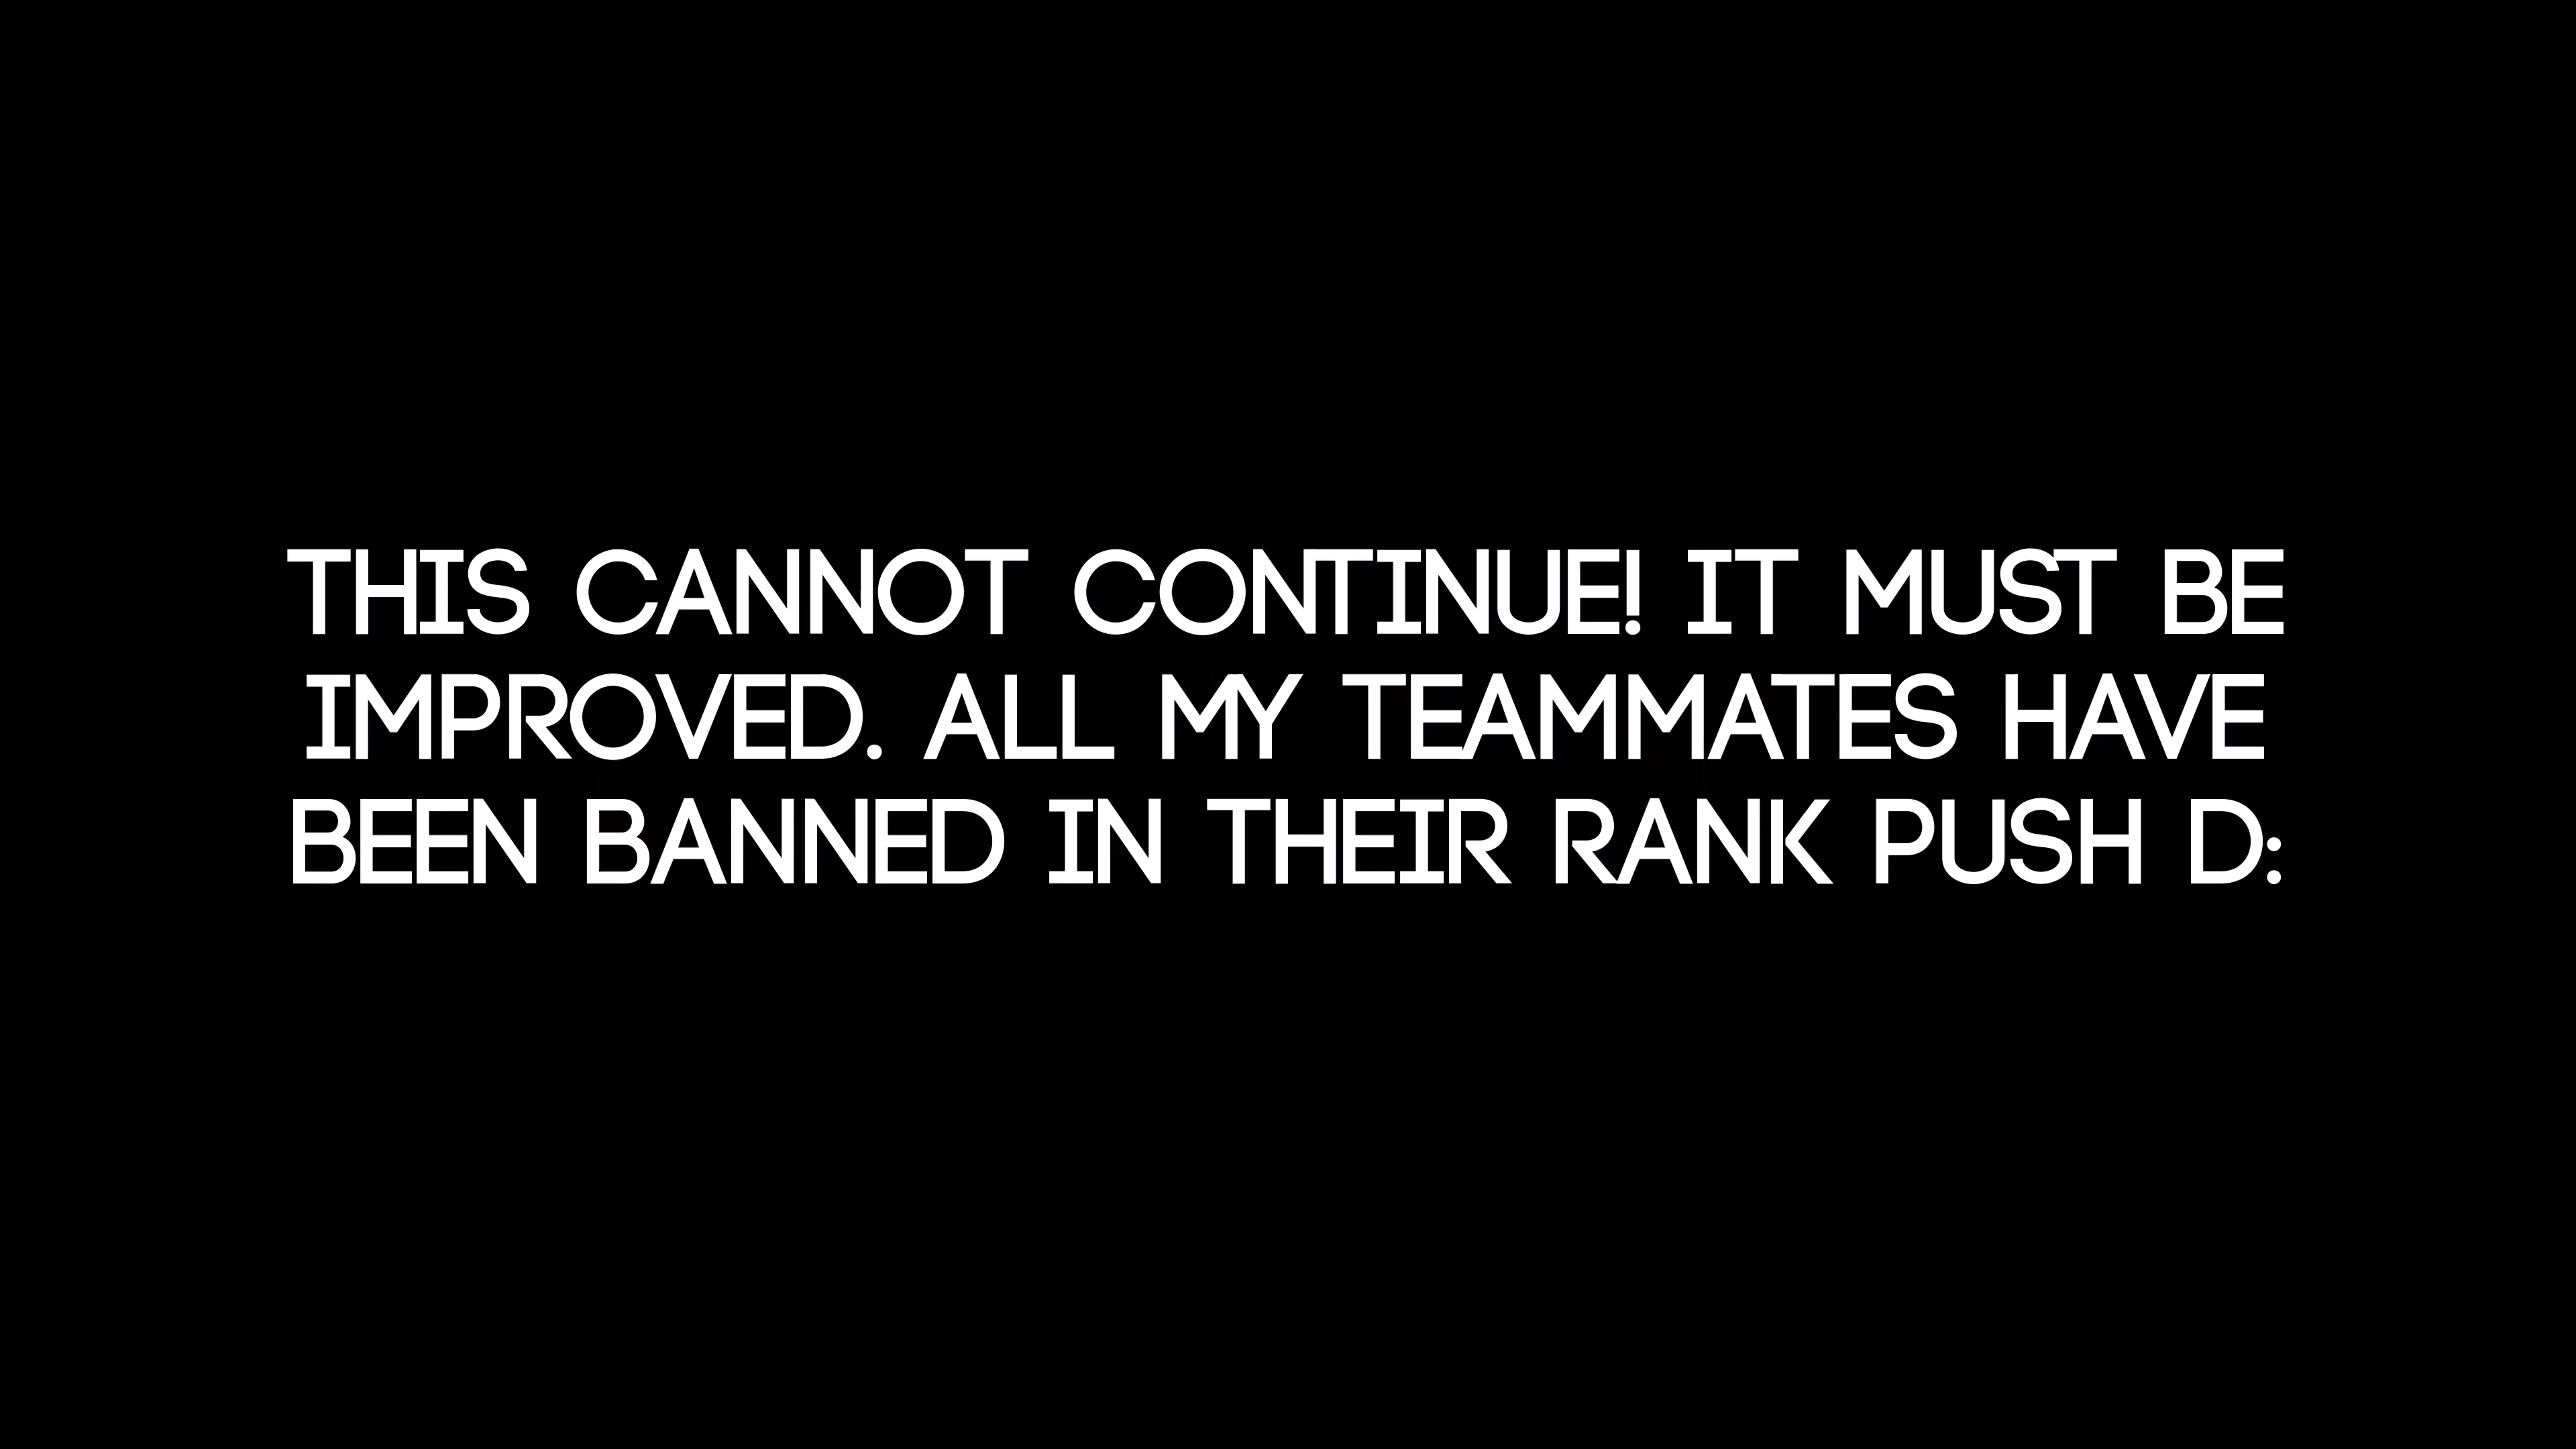 THIS CANNOT CONTINUE! IT MUST BE
IMPROVED. ALL MY TEAMMATES HAVE
BEEN BANNED IN THEIR RANK PUSH D: